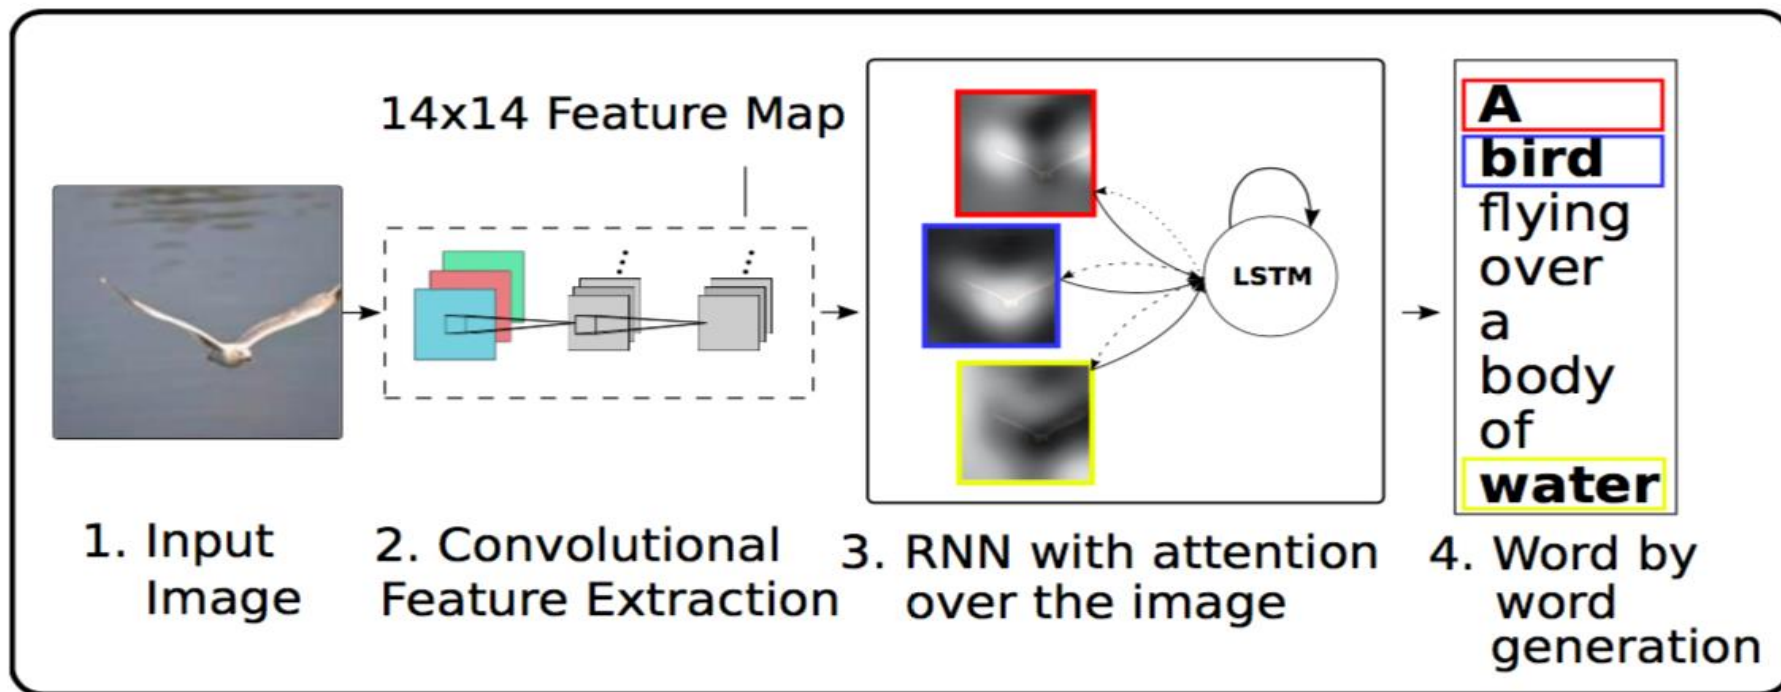 14x14 Feature Map
LSTM
A
bird
flying
over
a
body
of
water
1. Input
Image
2. Convolutional
Feature Extraction
3. RNN with attention
over the image
4. Word by
word
generation